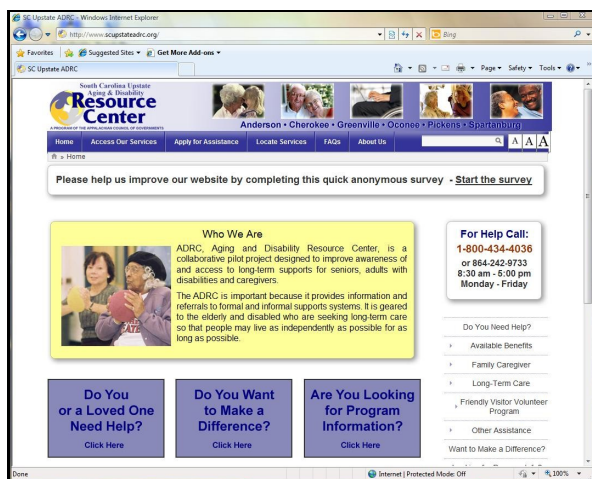 SC Upstate ADRC - Windows Internet Explorer
http://www.scupstateadrc.org/
Bing
Favorites Suggested Sites Get More Add-ons
SC Upstate ADRC
Page Safety Tools
South Carolina Upstate
Aging & Disability
Resource
Center
A PROGRAM OF THE APPALACHIAN COUNCIL OF GOVERNMENTS
Anderson • Cherokee • Greenville • Oconee • Pickens • Spartanburg
Home Access Our Services Apply for Assistance Locate Services FAQs About Us
A A A
» Home
Please help us improve our website by completing this quick anonymous survey - Start the survey
Who We Are
ADRC, Aging and Disability Resource Center, is a
collaborative pilot project designed to improve awareness of
and access to long-term supports for seniors, adults with
disabilities and caregivers.
The ADRC is important because it provides information and
referrals to formal and informal supports systems. It is geared
to the elderly and disabled who are seeking long-term care
so that people may live as independently as possible for as
long as possible.
For Help Call:
1-800-434-4036
or 864-242-9733
8:30 am - 5:00 pm
Monday - Friday
Do You Need Help?
Available Benefits
Family Caregiver
Long-Term Care
Friendly Visitor Volunteer
Program
Other Assistance
Want to Make a Difference?
Do You
or a Loved One
Need Help?
Click Here
Do You Want
to Make a
Difference?
Click Here
Are You Looking
for Program
Information?
Click Here
Done
Internet | Protected Mode: Off
100%